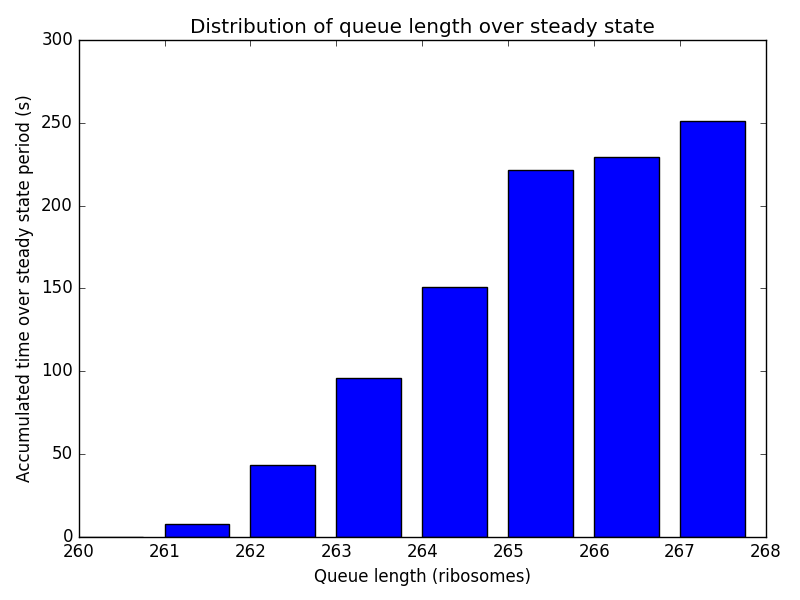 Distribution of queue length over steady state
Accumulated time over steady state period (s)
300
250
200
150
100
50
0
260 261 262 263 264 265 266 267 268
Queue length (ribosomes)